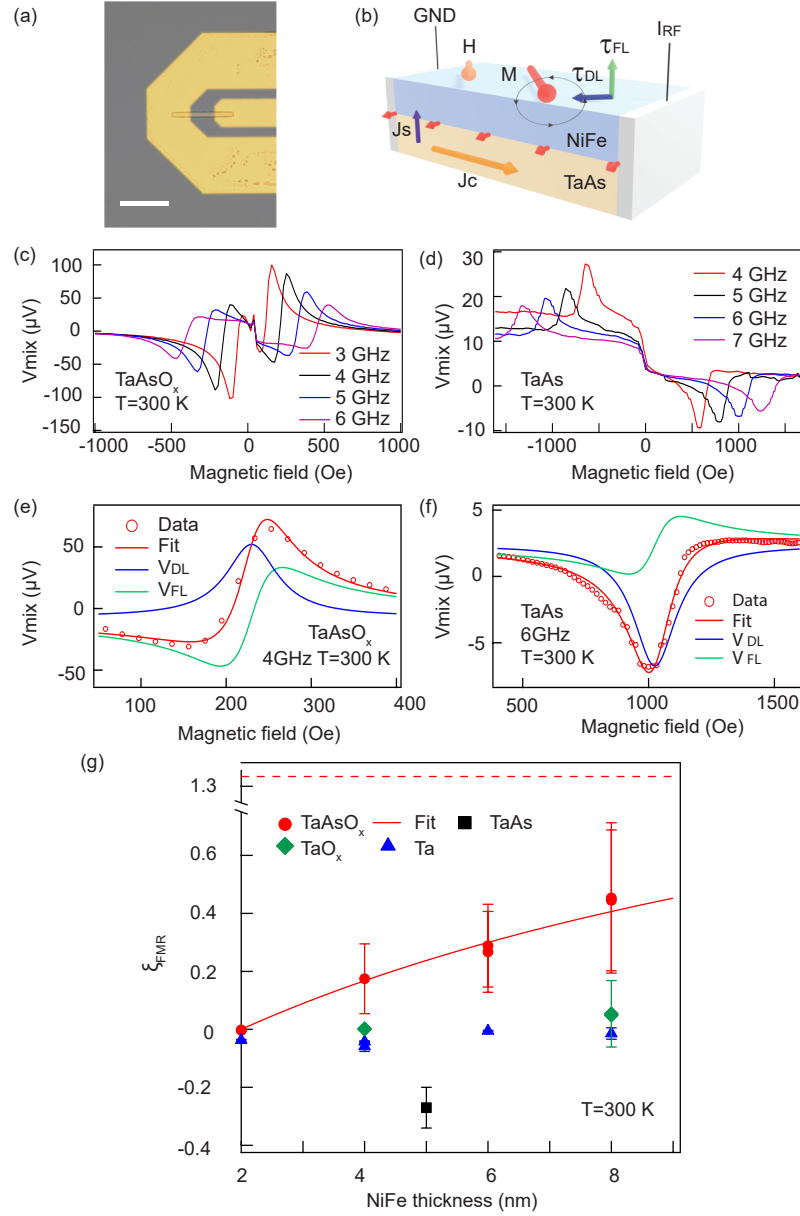 (a)
(b)
GND
H
M
τFL
τDL
IRF
Js
NiFe
Jc
TaAs
(c)
100
50
0
-50
-100
-150
Vmix (µV)
TaAsOx
T=300 K
3 GHz
4 GHz
5 GHz
6 GHz
-1000
-500
0
500
1000
Magnetic field (Oe)
(d)
30
20
10
0
-10
Vmix (µV)
4 GHz
5 GHz
6 GHz
7 GHz
TaAs
T=300 K
-1000
0
1000
Magnetic field (Oe)
(e)
50
0
-50
Vmix (µV)
Data
Fit
VDL
VFL
TaAsOx
4GHz T=300 K
100
200
300
400
Magnetic field (Oe)
(f)
5
0
-5
Vmix (µV)
TaAs
6GHz
T=300 K
Data
Fit
V DL
V FL
500
1000
1500
Magnetic field (Oe)
(g)
1.3
0.6
0.4
0.2
0
-0.2
-0.4
ξFMR
TaAsOx Fit TaAs
TaOx Ta
T=300 K
2
4
6
8
NiFe thickness (nm)